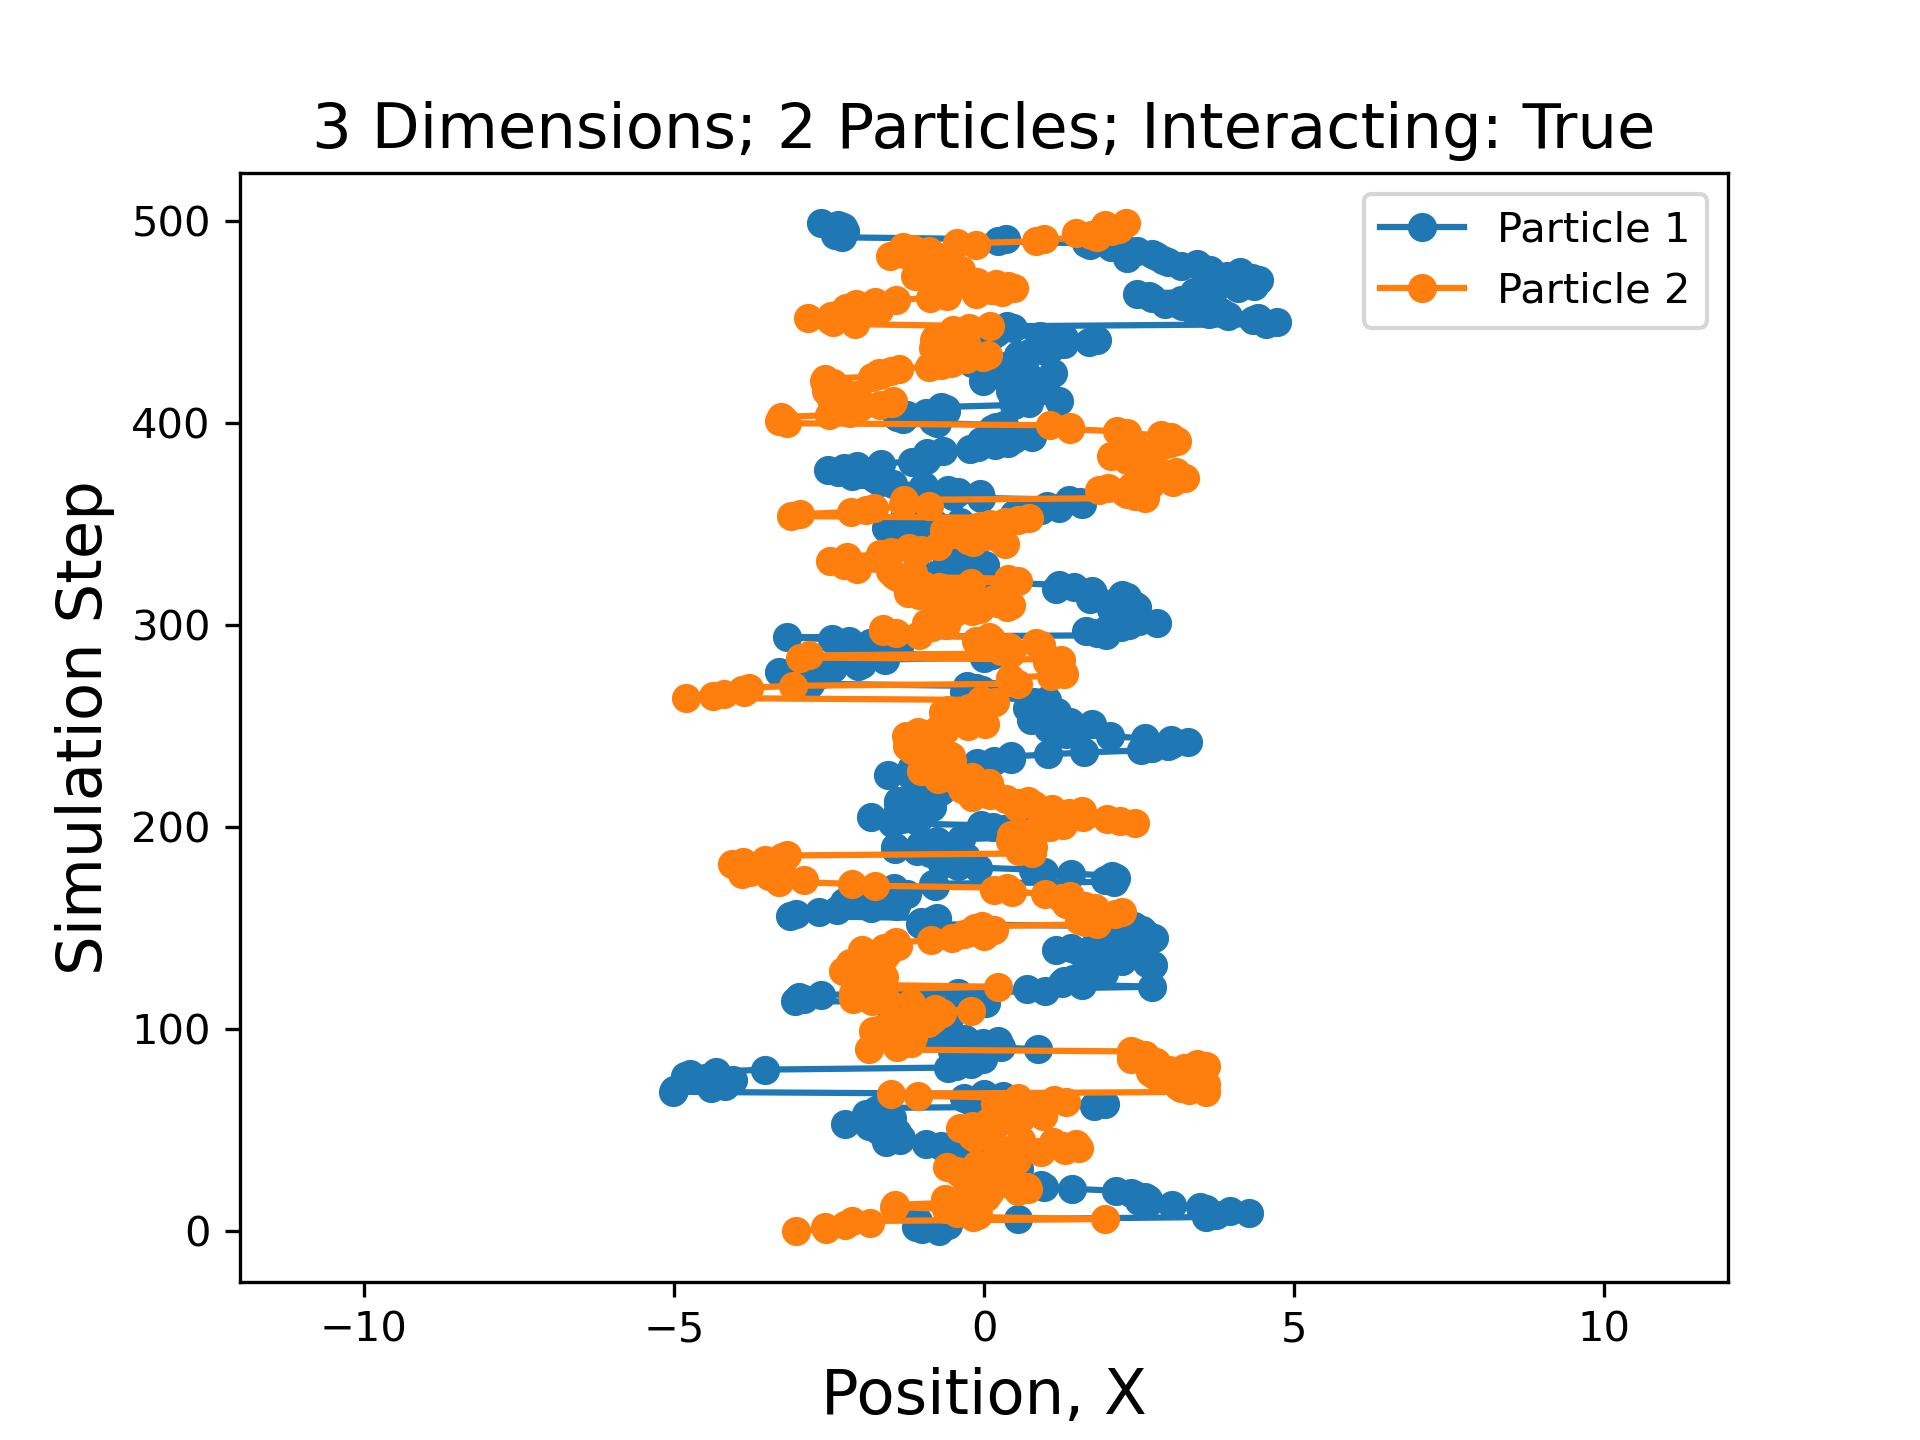 3 Dimensions; 2 Particles; Interacting: True
Particle 1
Particle 2
500
400
300
200
100
0
Simulation Step
−10
−5
0
5
10
Position, X